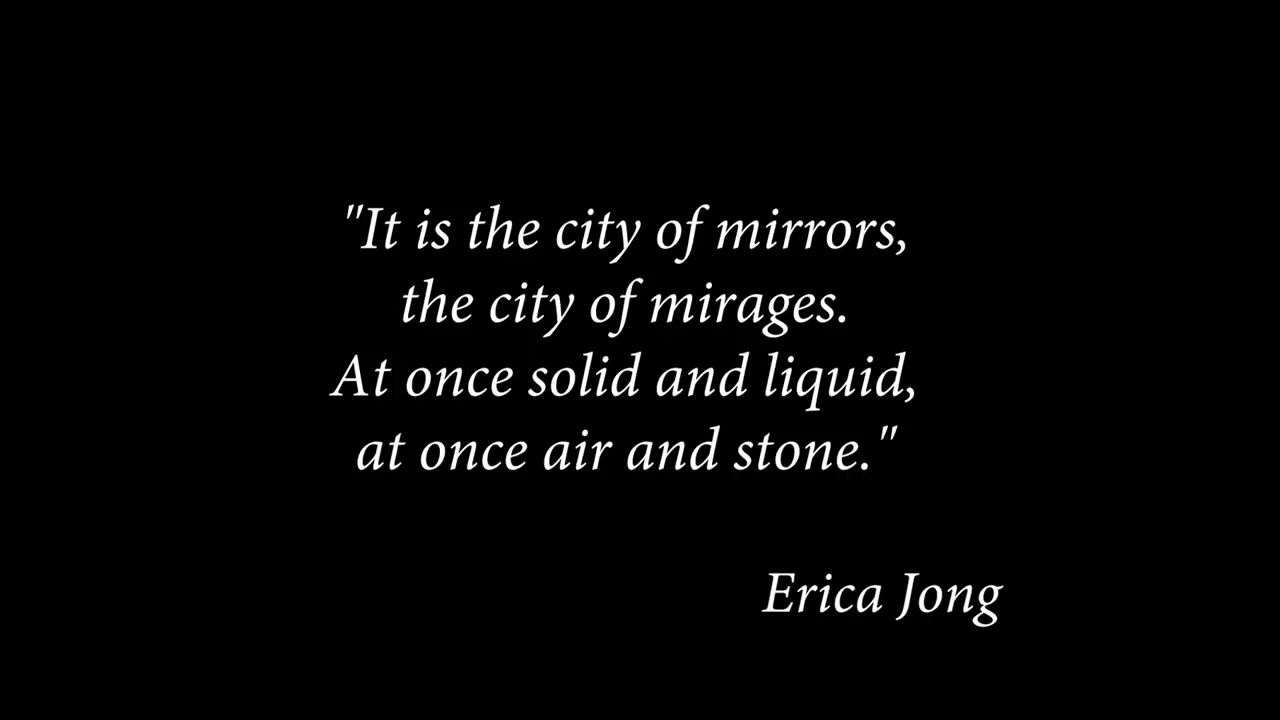 "It is the city of mirrors,
the city of mirages.
At once solid and liquid,
at once air and stone."
Erica Jong